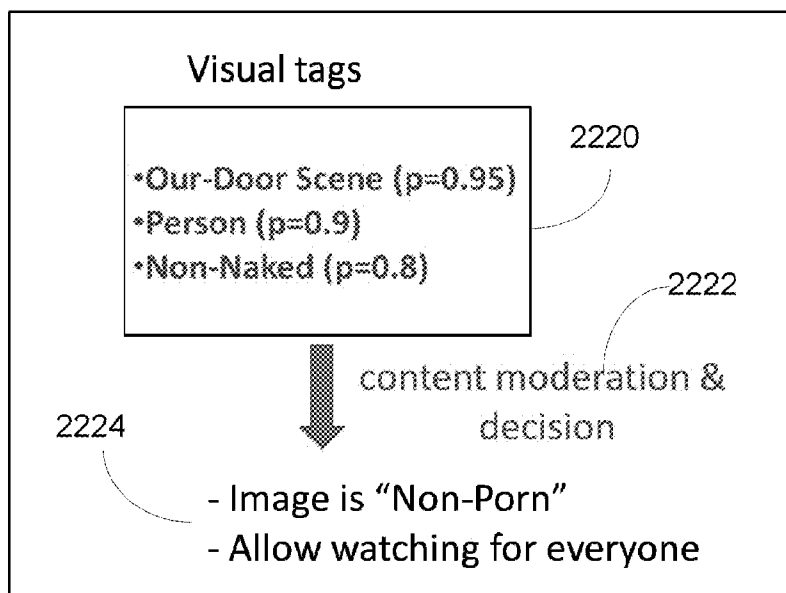 Visual tags
2220
•Our-Door Scene (p=0.95)
•Person (p=0.9)
•Non-Naked (p=0.8)
2222
content moderation &
decision
2224
- Image is “Non-Porn”
- Allow watching for everyone